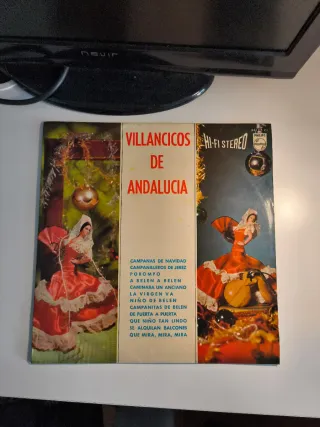 nevir
VILLANCICOS
DE
ANDALUCIA
HI-FI STEREO
PHILIPS
CAMPANAS DE NAVIDAD
CAMPANILLEROS DE JEREZ
POROMPO
A BELEN A BELEN
CAMINABA UN ANCIANO
LA VIRGEN VA
NIÑO DE BELEN
CAMPANITAS DE BELEN
DE PUERTA A PUERTA
QUE NIÑO TAN LINDO
SE ALQUILAN BALCONES
QUE MIRA, MIRA, MIRA